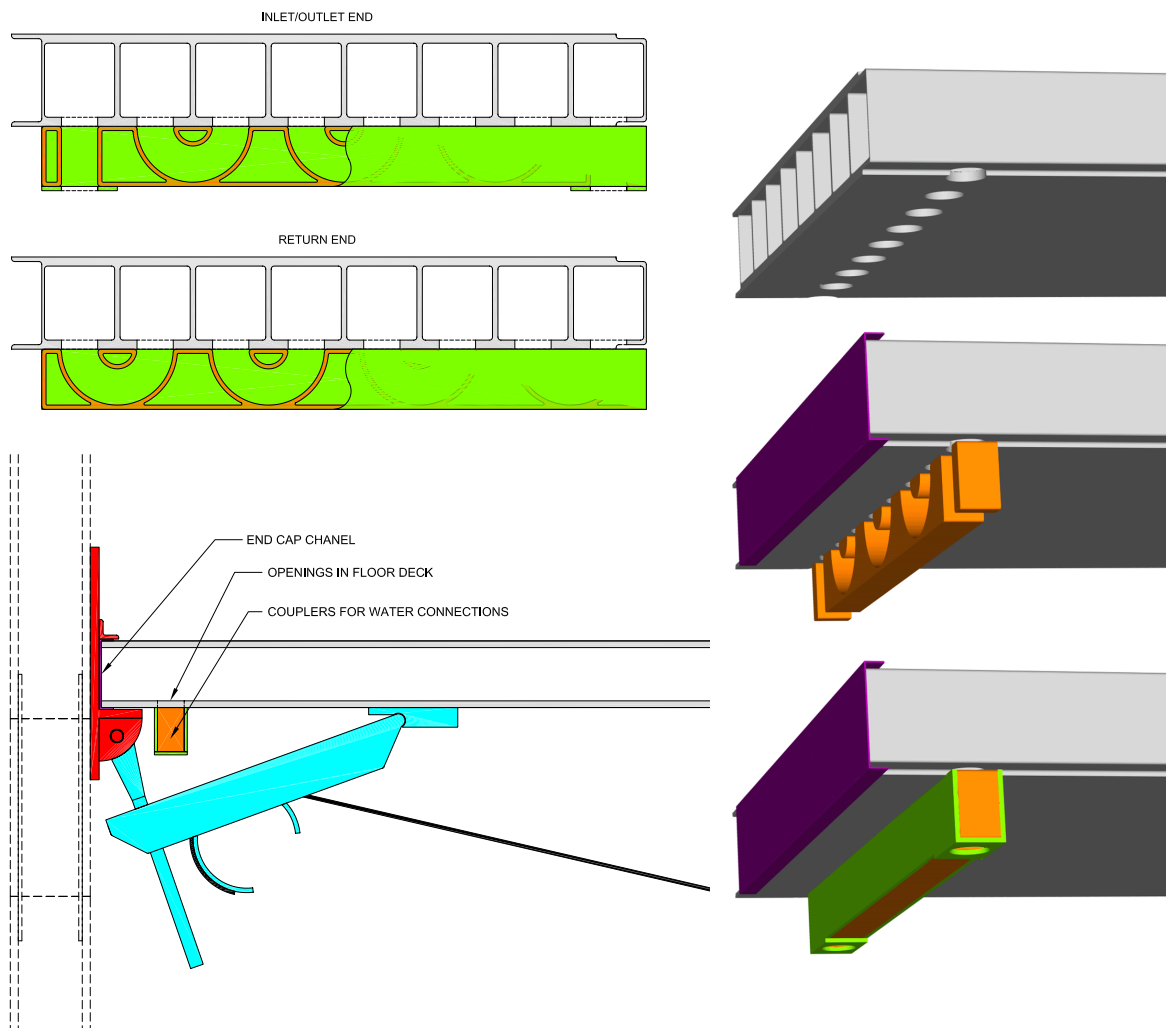 INLET/OUTLET END
RETURN END
END CAP CHANEL
OPENINGS IN FLOOR DECK
COUPLERS FOR WATER CONNECTIONS